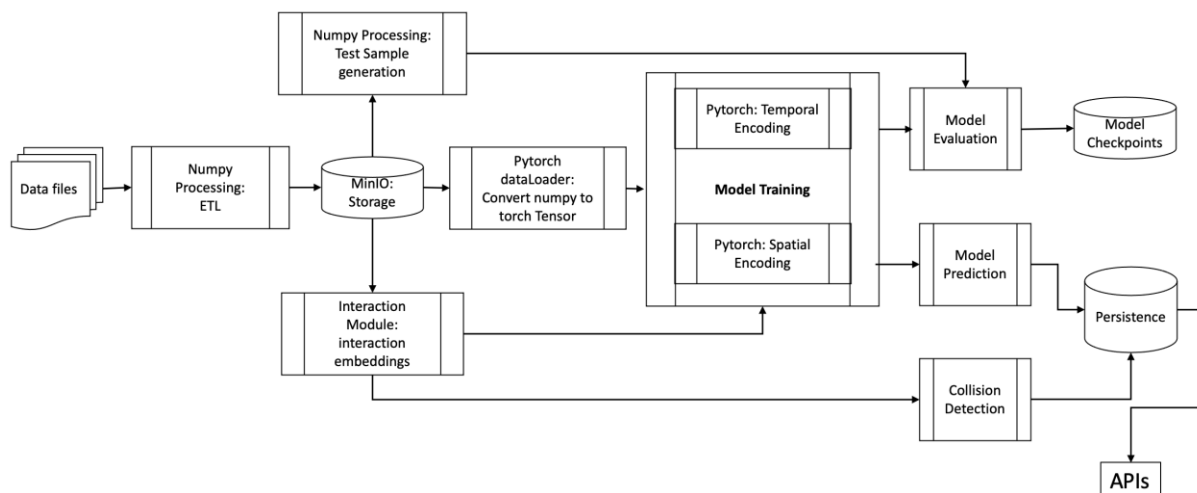 Numpy Processing:
Test Sample
generation
Pytorch: Temporal
Encoding
Model
Evaluation
Model
Checkpoints
Data files
Numpy
Processing:
ETL
MinIO:
Storage
Pytorch
dataLoader:
Convert numpy to
torch Tensor
Model Training
Pytorch: Spatial
Encoding
Model
Prediction
Interaction
Module:
interaction
embeddings
Persistence
Collision
Detection
APIs